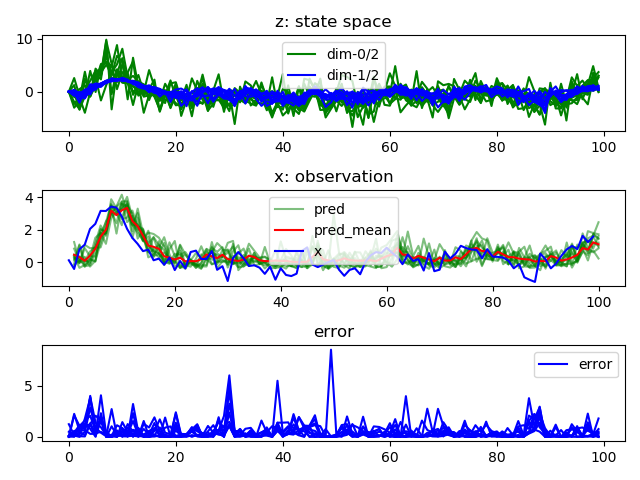 z: state space
10
0
dim-0/2
dim-1/2
0 20 40 60 80 100
x: observation
4
2
0
pred
pred_mean
x
0 20 40 60 80 100
error
5
0
error
0 20 40 60 80 100